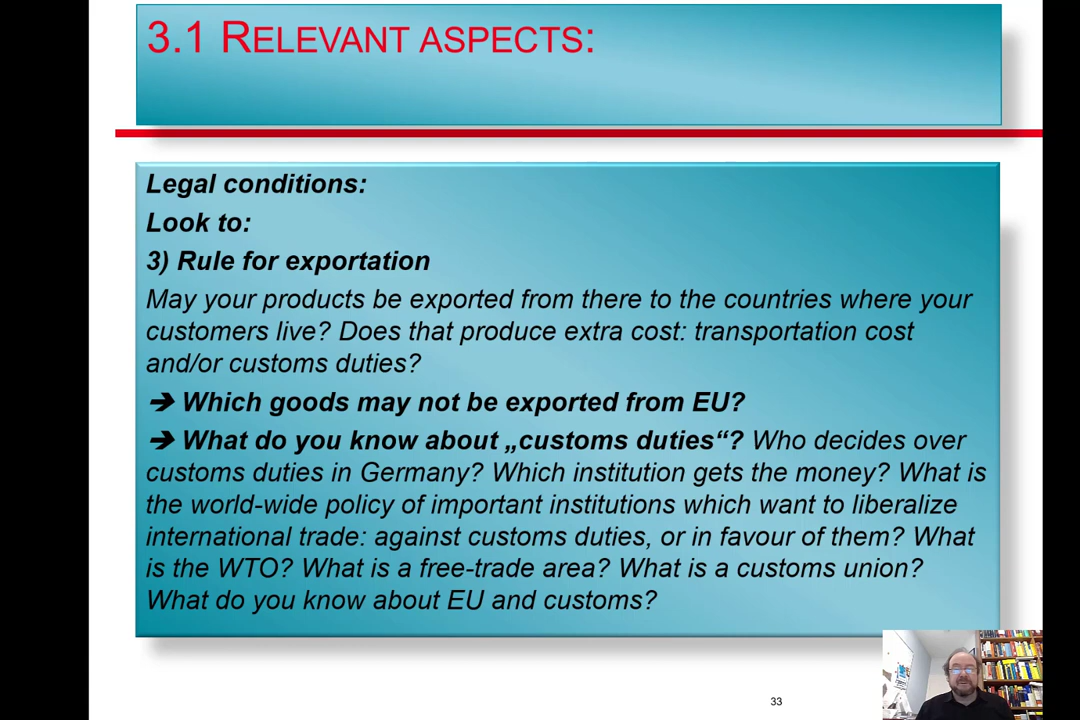 3.1 RELEVANT ASPECTS:
Legal conditions:
Look to:
3) Rule for exportation
May your products be exported from there to the countries where your
customers live? Does that produce extra cost: transportation cost
and/or customs duties?
➔ Which goods may not be exported from EU?
➔ What do you know about „customs duties“? Who decides over
customs duties in Germany? Which institution gets the money? What is
the world-wide policy of important institutions which want to liberalize
international trade: against customs duties, or in favour of them? What
is the WTO? What is a free-trade area? What is a customs union?
What do you know about EU and customs?
33